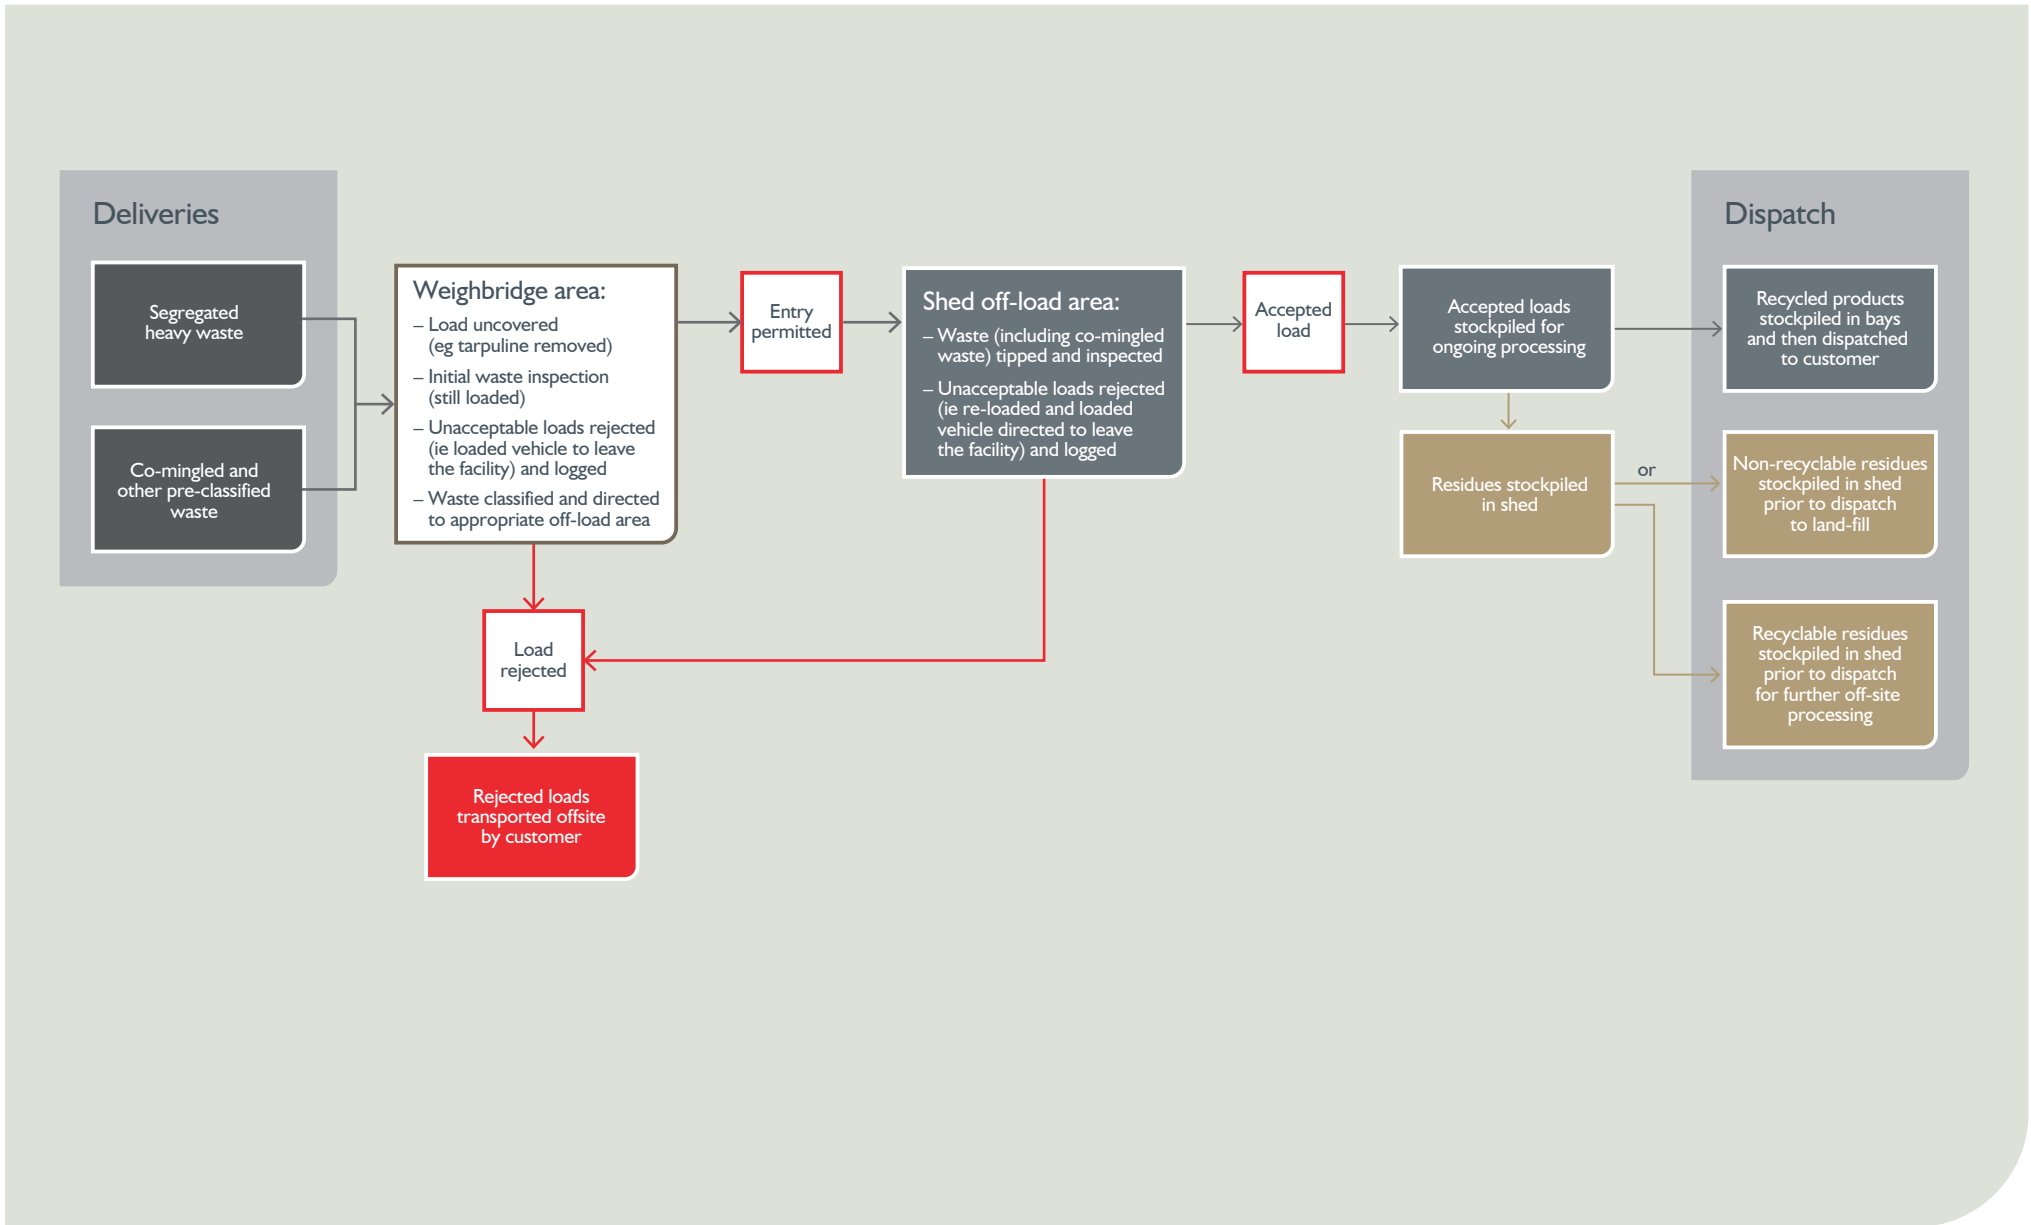 Deliveries
Segregated
heavy waste
Co-mingled and
other pre-classified
waste
Weighbridge area:
– Load uncovered
(eg tarpuline removed)
– Initial waste inspection
(still loaded)
– Unacceptable loads rejected
(ie loaded vehicle to leave
the facility) and logged
– Waste classified and directed
to appropriate off-load area
Entry
permitted
Shed off-load area:
– Waste (including co-mingled
waste) tipped and inspected
– Unacceptable loads rejected
(ie re-loaded and loaded
vehicle directed to leave
the facility) and logged
Accepted
load
Accepted loads
stockpiled for
ongoing processing
Residues stockpiled
in shed
or
Dispatch
Recycled products
stockpiled in bays
and then dispatched
to customer
Non-recyclable residues
stockpiled in shed
prior to dispatch
to land-fill
Recyclable residues
stockpiled in shed
prior to dispatch
for further off-site
processing
Load
rejected
Rejected loads
transported offsite
by customer